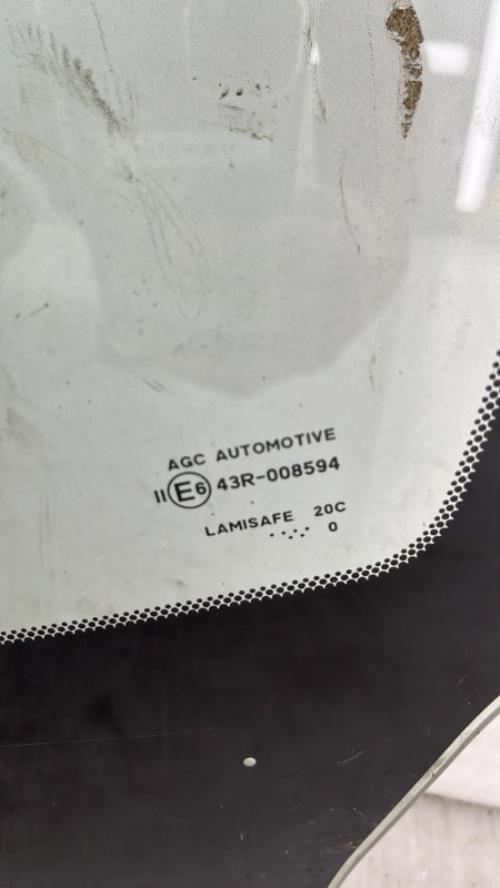 AGC AUTOMOTIVE
II E6 43R-008594
LAMISAFE 20C
0